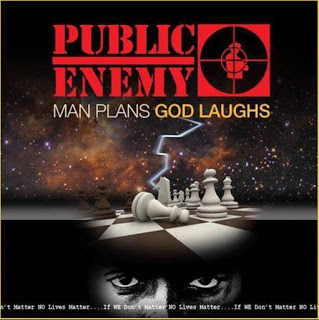 PUBLIC
ENEMY
MAN PLANS GOD LAUGHS
n't Matter NO Lives Matter....If WE Don't Matter NO Lives Matter....If WE Don't Matter NO Lives Mat